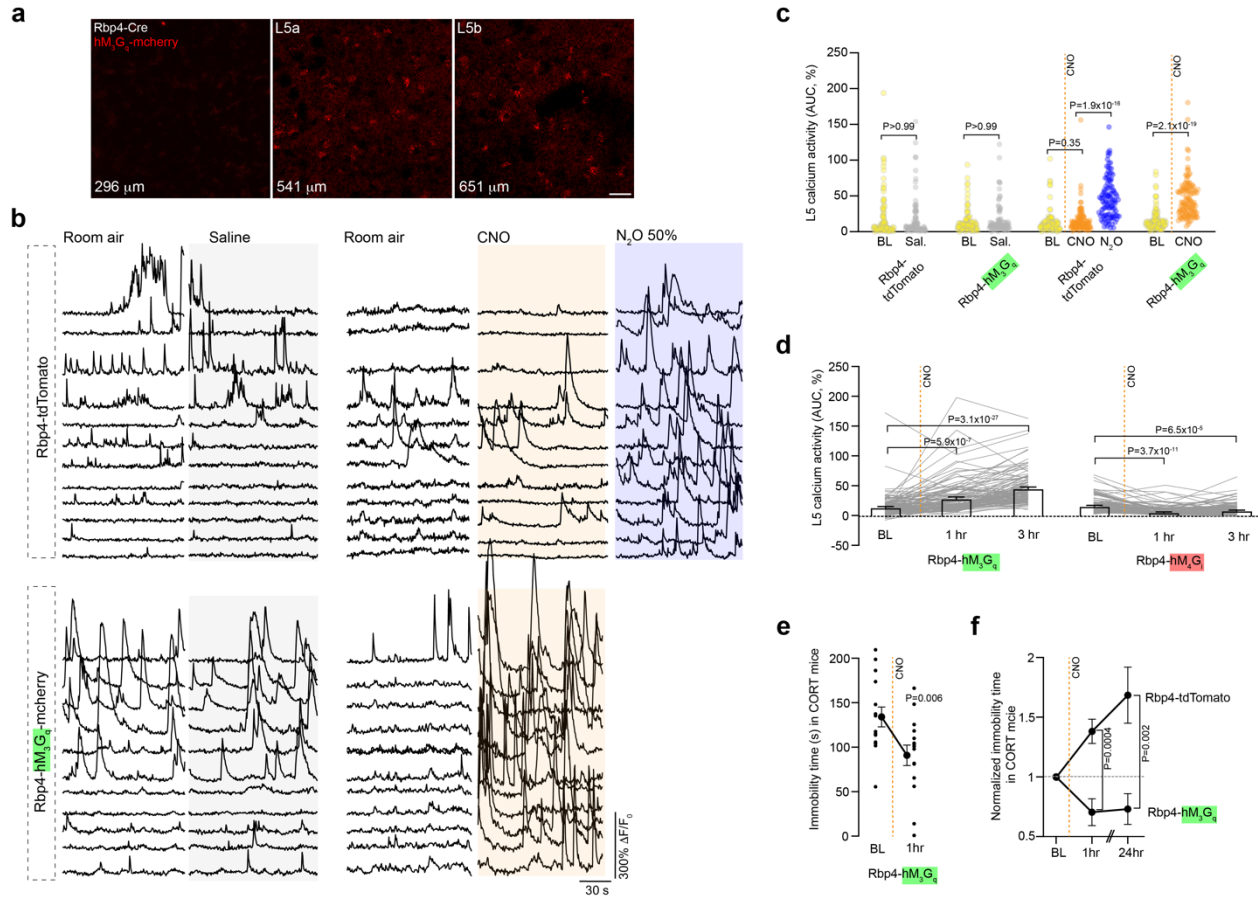 a
Rbp4-Cre
hM₃Gq-mcherry
L5a
L5b
296 μm
541 μm
651 μm
b
Room air
Saline
Room air
CNO
N₂O 50%
Rbp4-tdTomato
Rbp4-hM₃Gq-mcherry
300% ΔF/F₀
30 s
c
L5 calcium activity (AUC, %)
250
200
150
100
50
0
CNO
CNO
P>0.99
P>0.99
P=0.35
P=1.9x10⁻¹⁶
P=2.1x10⁻¹⁹
BL Sal.
BL Sal.
BL CNO N₂O
BL CNO
Rbp4-
tdTomato
Rbp4-hM₃Gq
Rbp4-
tdTomato
Rbp4-hM₃Gq
d
L5 calcium activity (AUC, %)
250
200
150
100
50
0
-50
CNO
CNO
P=3.1x10⁻²⁷
P=5.9x10⁻⁷
P=6.5x10⁻⁵
P=3.7x10⁻¹¹
BL 1 hr 3 hr
BL 1 hr 3 hr
Rbp4-hM₃Gq
Rbp4-hM₄Gi
e
Immobility time (s) in CORT mice
200
150
100
50
0
CNO
P=0.006
BL 1hr
Rbp4-hM₃Gq
f
Normalized immobility time
in CORT mcie
2
1.5
1
0.5
CNO
Rbp4-tdTomato
P=0.0004
P=0.002
Rbp4-hM₃Gq
BL 1hr 24hr